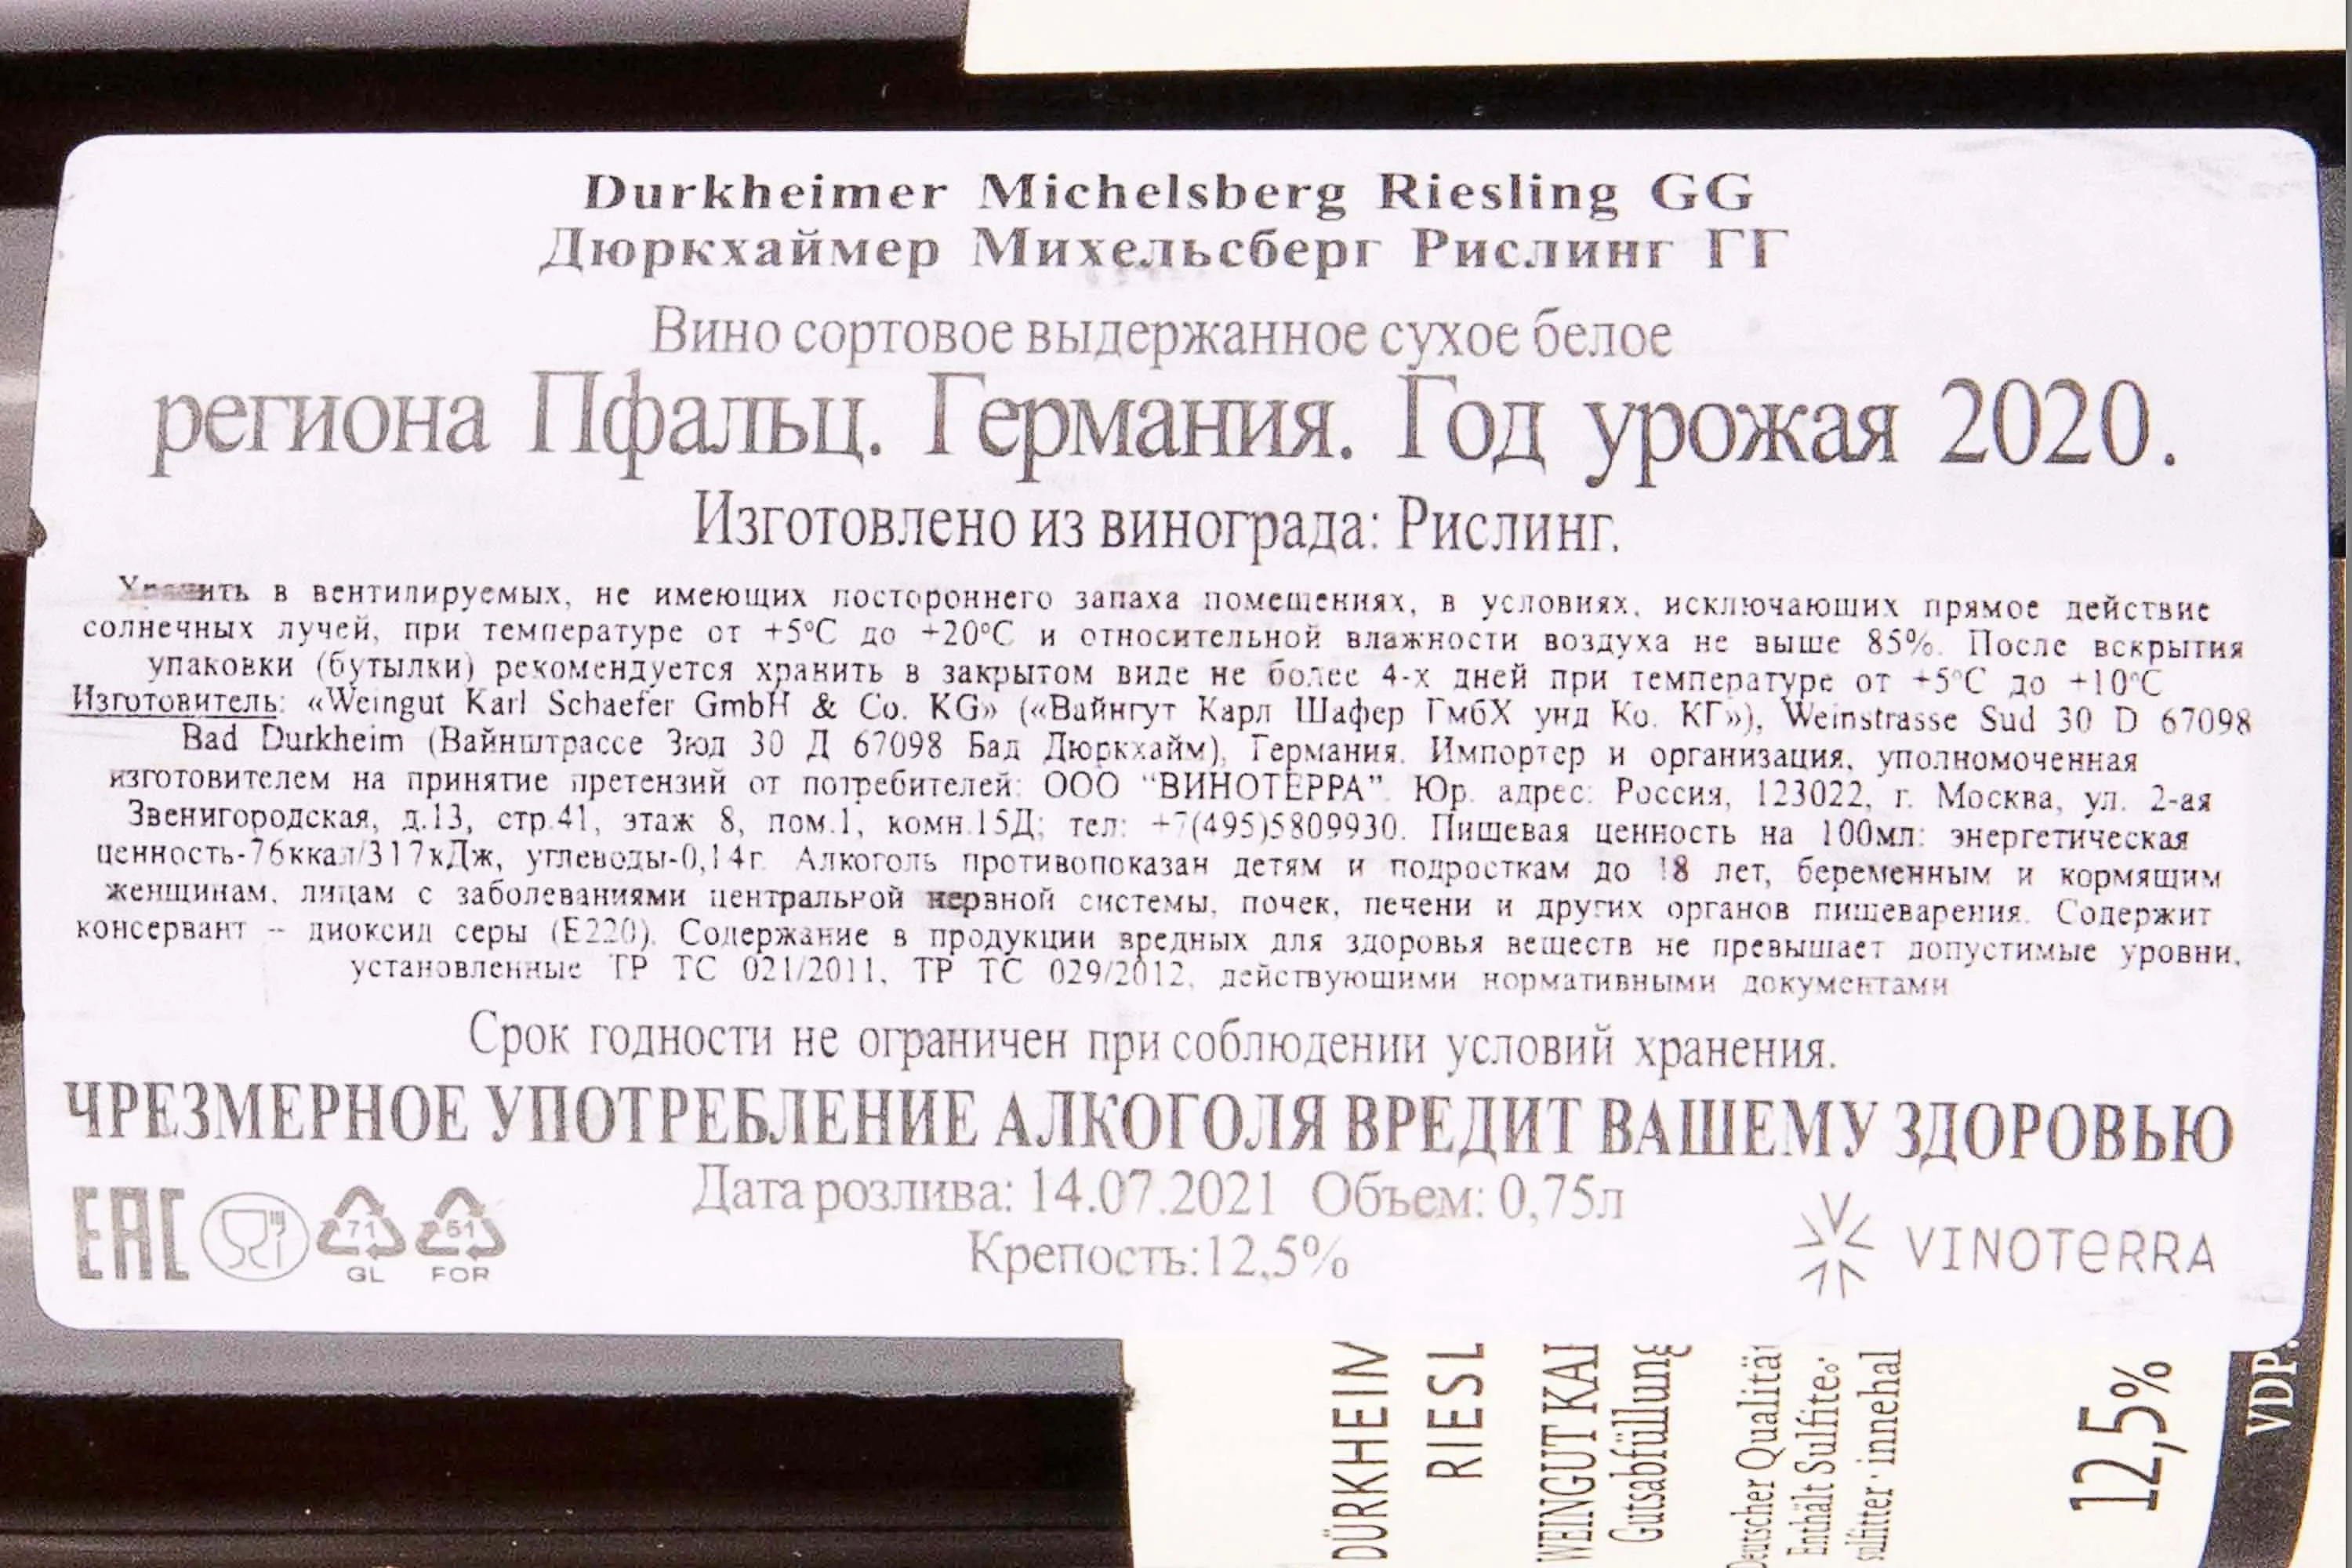 Durkheimer Michelsberg Riesling GG
Дюркхаймер Михельсберг Рислинг ГГ
Вино сортовое выдержанное сухое белое
региона Пфальц. Германия. Год урожая 2020.
Изготовлено из винограда: Рислинг.
Хранить в вентилируемых, не имеющих постороннего запаха помещениях, в условиях, исключающих прямое действие
солнечных лучей, при температуре от +5°C до +20°C и относительной влажности воздуха не выше 85%. После вскрытия
упаковки (бутылки) рекомендуется хранить в закрытом виде не более 4-х дней при температуре от +5°C до +10°C
Изготовитель: «Weingut Karl Schaefer GmbH & Co. KG» («Вайнгут Карл Шафер ГмбХ унд Ко. КГ»), Weinstrasse Sud 30 D 67098
Bad Durkheim (Вайнштрассе Зюд 30 Д 67098 Бад Дюркхайм), Германия. Импортер и организация, уполномоченная
изготовителем на принятие претензий от потребителей: ООО “ВИНОТЕРРА”. Юр. адрес: Россия, 123022, г. Москва, ул. 2-ая
Звенигородская, д.13, стр.41, этаж 8, пом.1, комн.15Д; тел: +7(495)5809930. Пищевая ценность на 100мл: энергетическая
ценность-76ккал/317кДж, углеводы-0,14г. Алкоголь противопоказан детям и подросткам до 18 лет, беременным и кормящим
женщинам, лицам с заболеваниями центральной нервной системы, почек, печени и других органов пищеварения. Содержит
консервант – диоксид серы (E220). Содержание в продукции вредных для здоровья веществ не превышает допустимые уровни,
установленные ТР ТС 021/2011, ТР ТС 029/2012, действующими нормативными документами
Срок годности не ограничен при соблюдении условий хранения.
ЧРЕЗМЕРНОЕ УПОТРЕБЛЕНИЕ АЛКОГОЛЯ ВРЕДИТ ВАШЕМУ ЗДОРОВЬЮ
Дата розлива: 14.07.2021 Объем: 0,75л
Крепость:12,5%
EAC
71
GL
51
FOR
VINOTERRA
DÜRKHEIM
RIESL
WEINGUT KAR
Gutsabfüllung
Deutscher Qualität
Enthält Sulfite
sulfitter · innehål
12,5%
VDP.